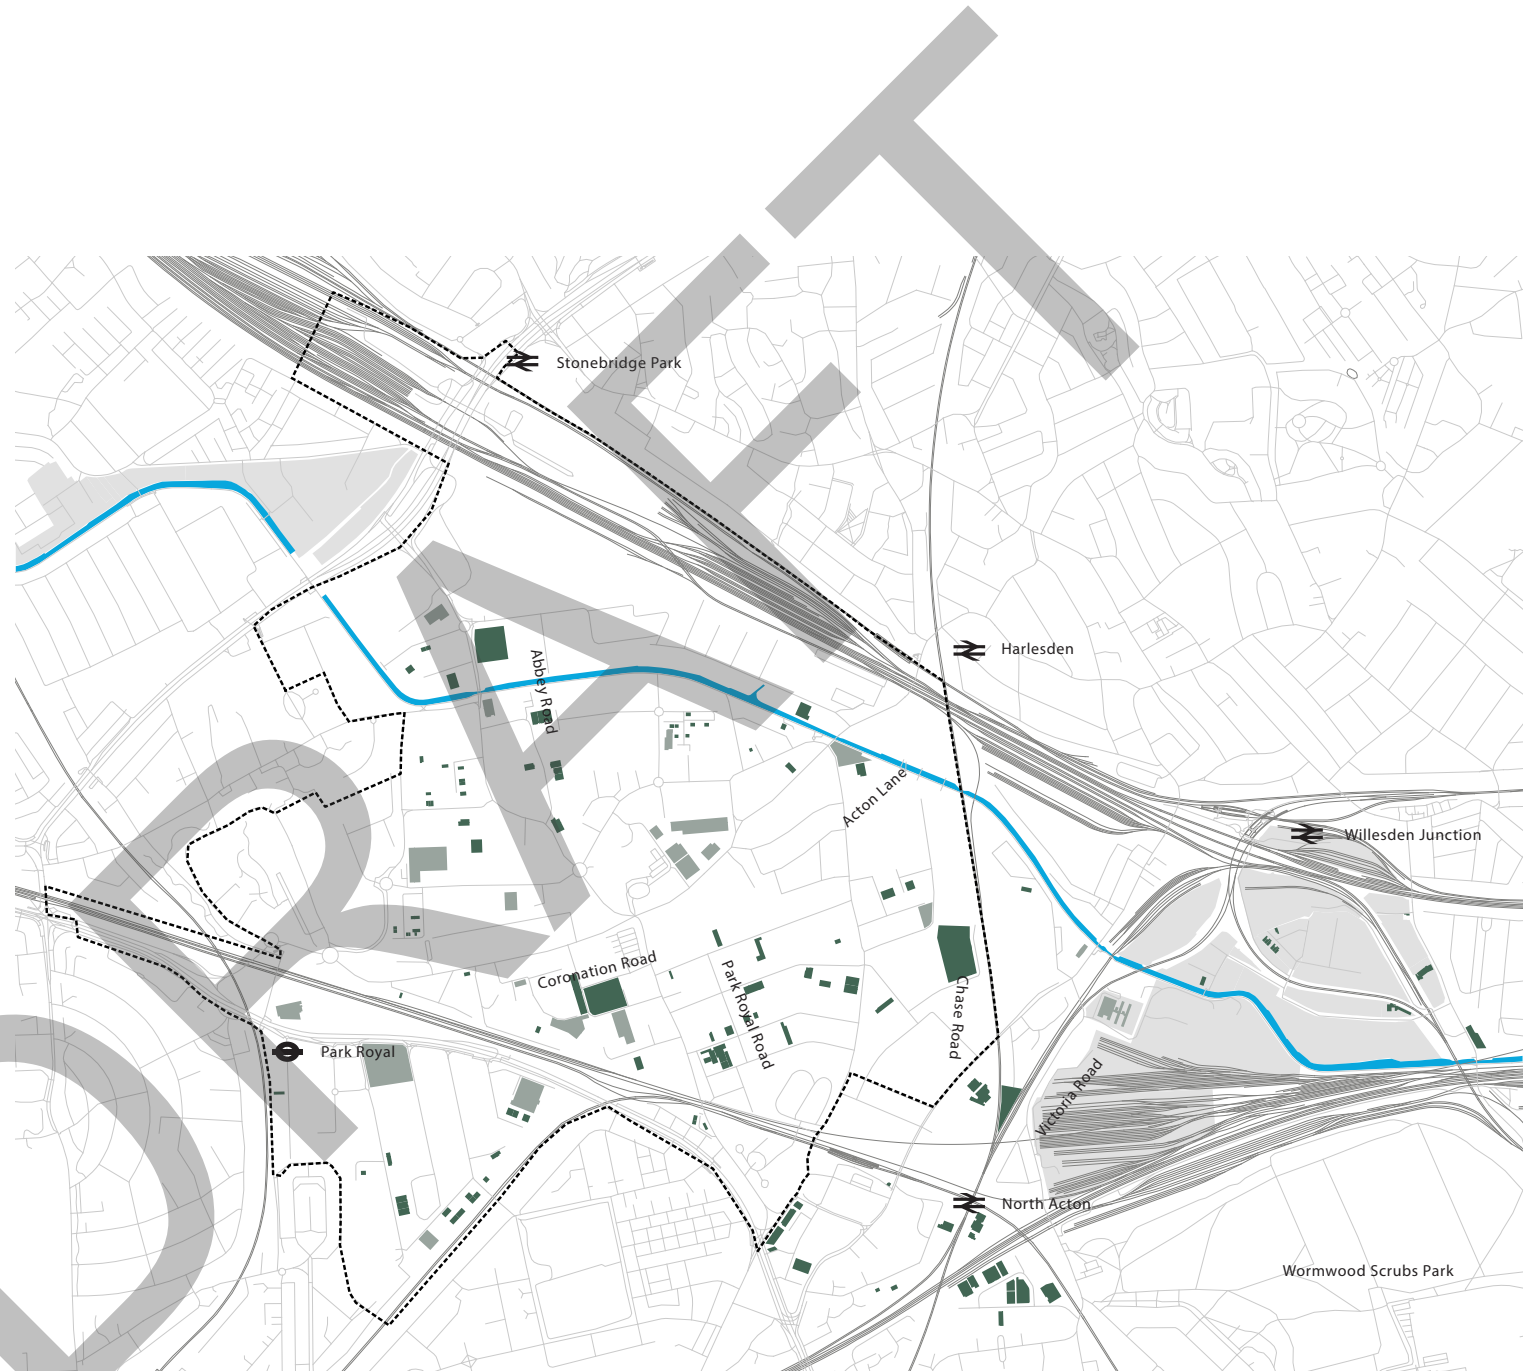 DRAFT
Stonebridge Park
Harlesden
Abbey Road
Acton Lane
Willesden Junction
Coronation Road
Park Royal Road
Chase Road
Park Royal
Victoria Road
North Acton
Wormwood Scrubs Park